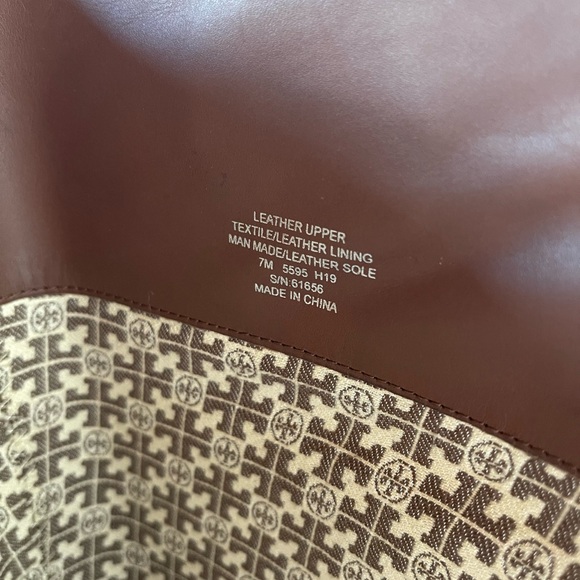 LEATHER UPPER
TEXTILE/LEATHER LINING
MAN MADE/LEATHER SOLE
7M 5595 H19
S/N:61656
MADE IN CHINA